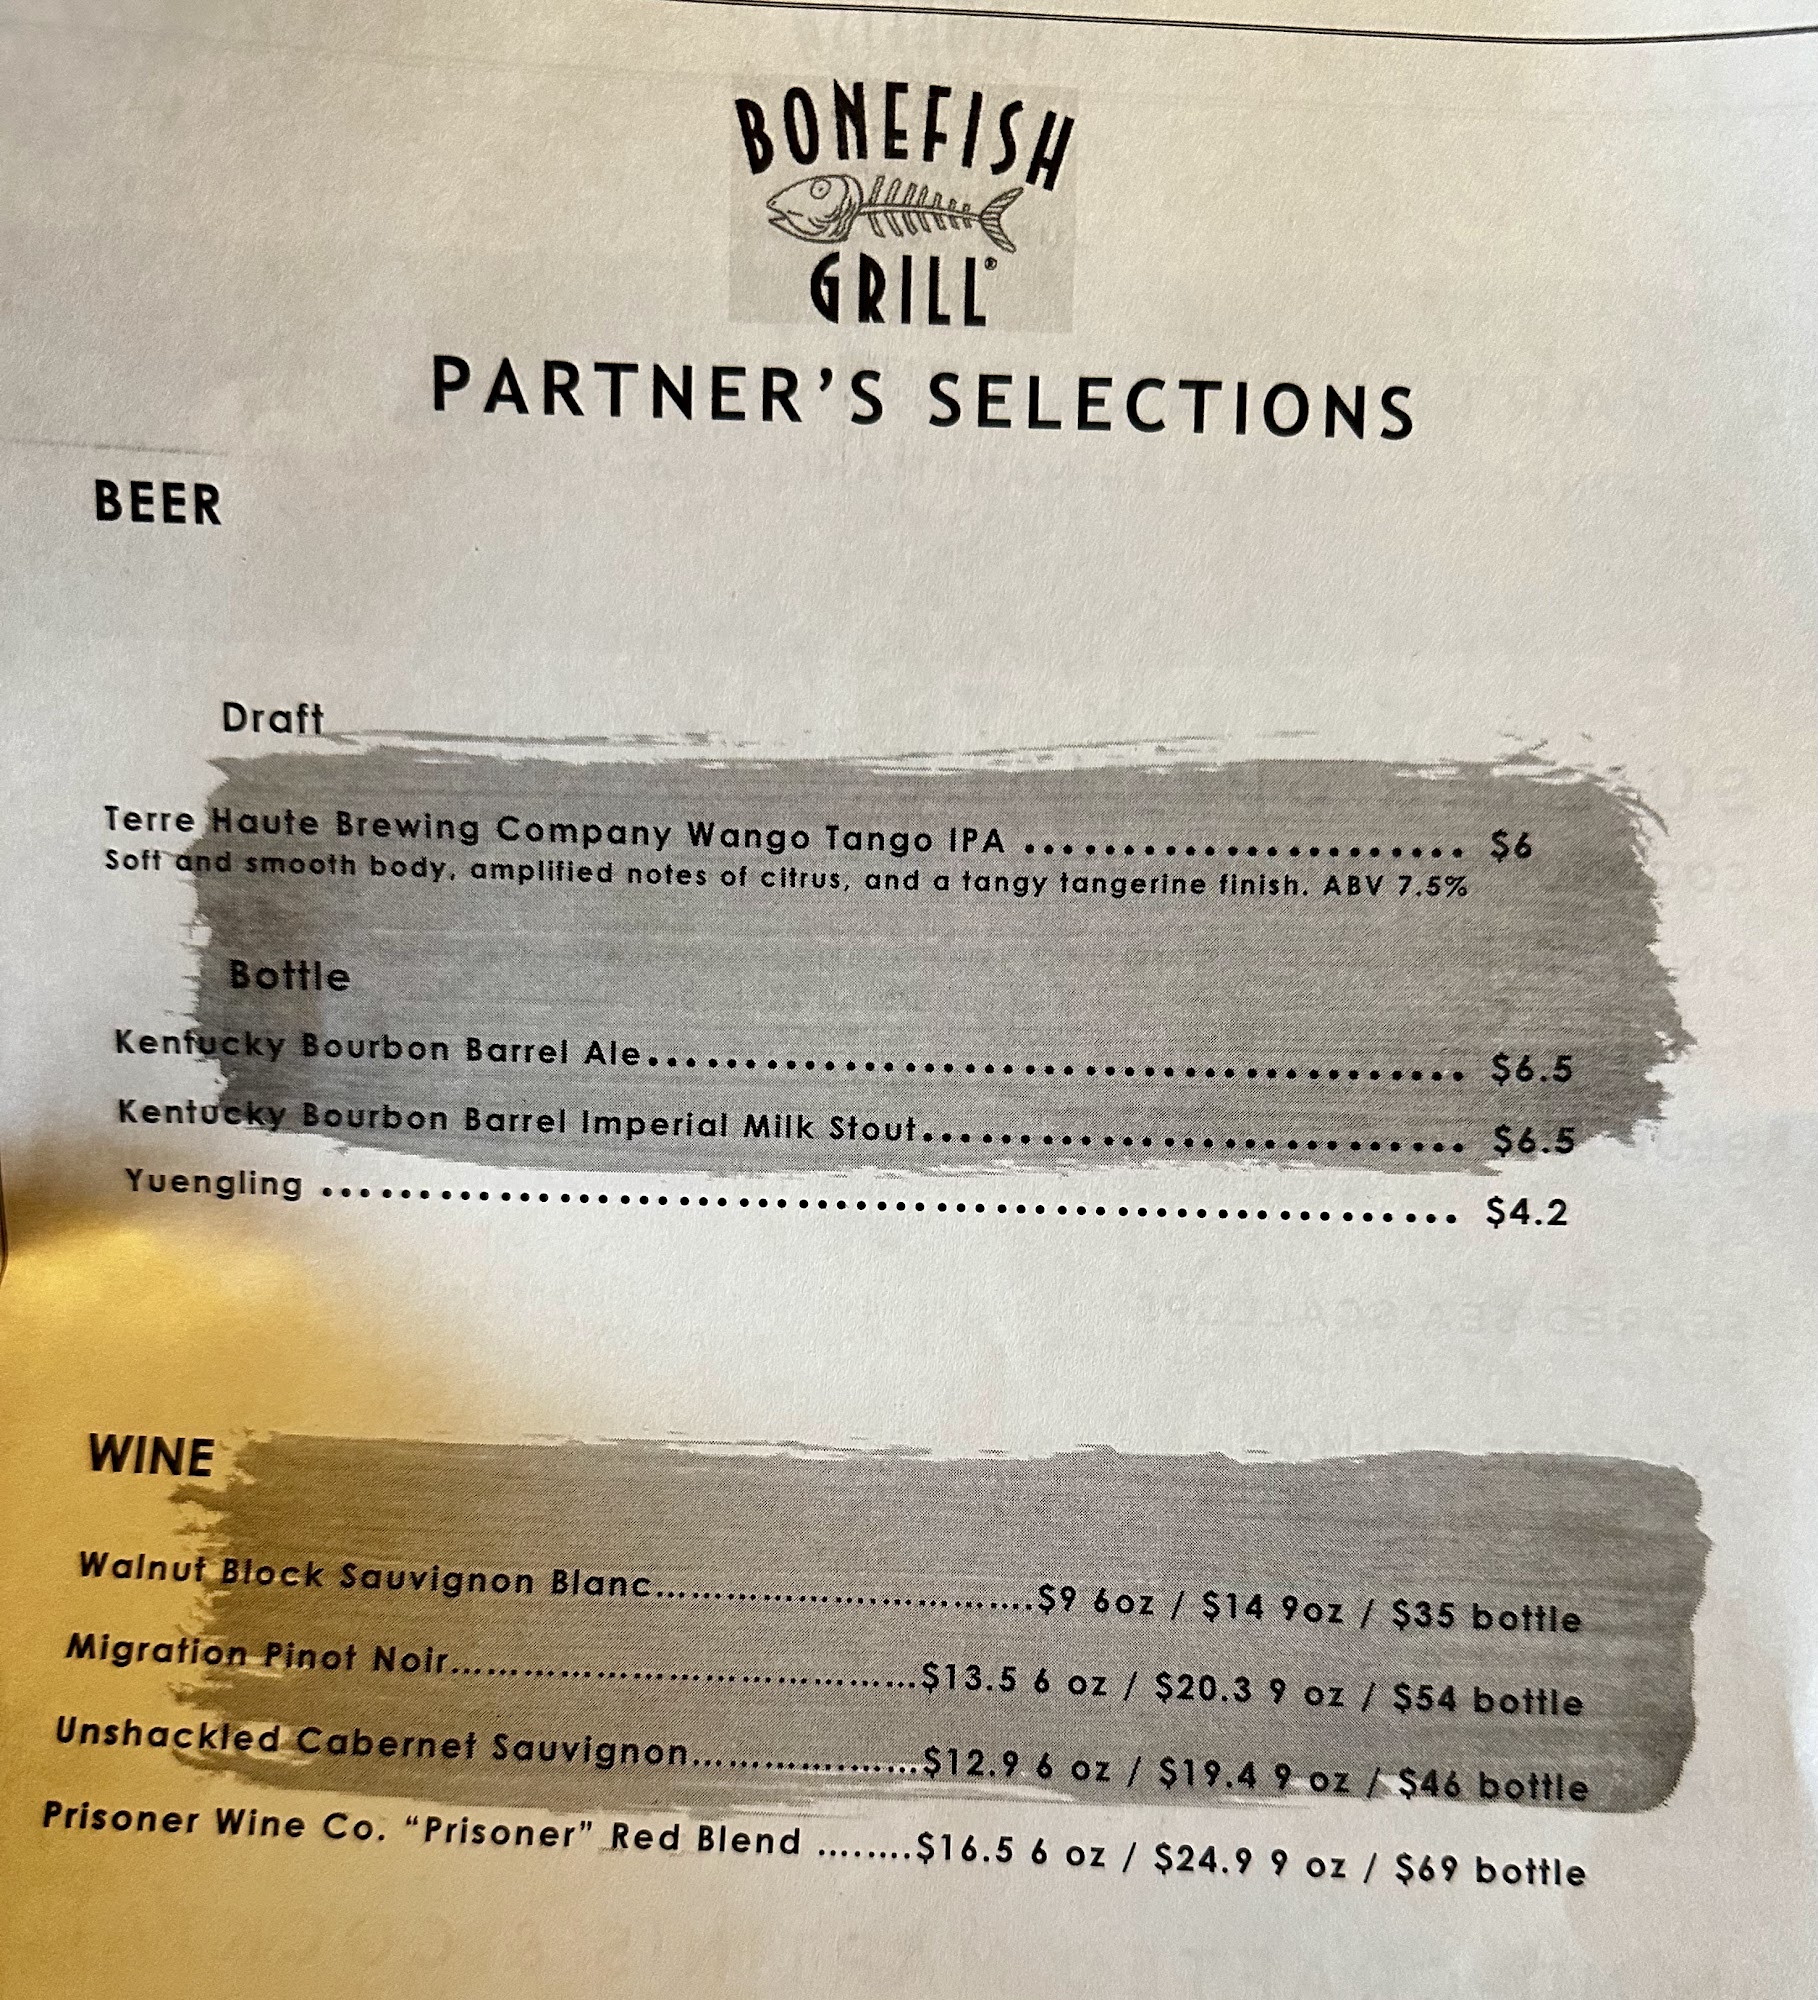 BONEFISH
GRILL®
PARTNER'S SELECTIONS
BEER
Draft
Terre Haute Brewing Company Wango Tango IPA ...................... $6
Soft and smooth body, amplified notes of citrus, and a tangy tangerine finish. ABV 7.5%
Bottle
Kentucky Bourbon Barrel Ale......................................... $6.5
Kentucky Bourbon Barrel Imperial Milk Stout........................... $6.5
Yuengling ......................................................... $4.2
WINE
Walnut Block Sauvignon Blanc.....................................$9 6oz / $14 9oz / $35 bottle
Migration Pinot Noir..............................................$13.5 6 oz / $20.3 9 oz / $54 bottle
Unshackled Cabernet Sauvignon......................$12.9 6 oz / $19.4 9 oz / $46 bottle
Prisoner Wine Co. "Prisoner" Red Blend ........$16.5 6 oz / $24.9 9 oz / $69 bottle